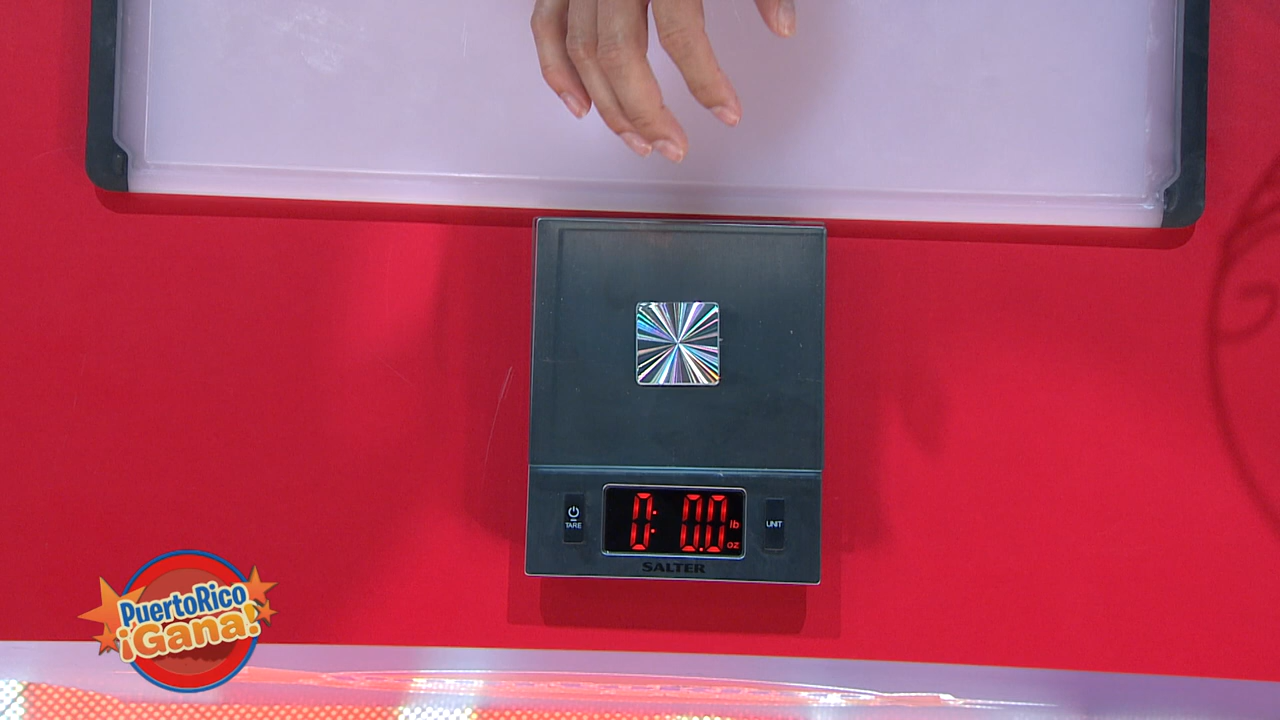 0: 0.0 lb oz
TARE
UNIT
SALTER
PuertoRico
¡Gana!